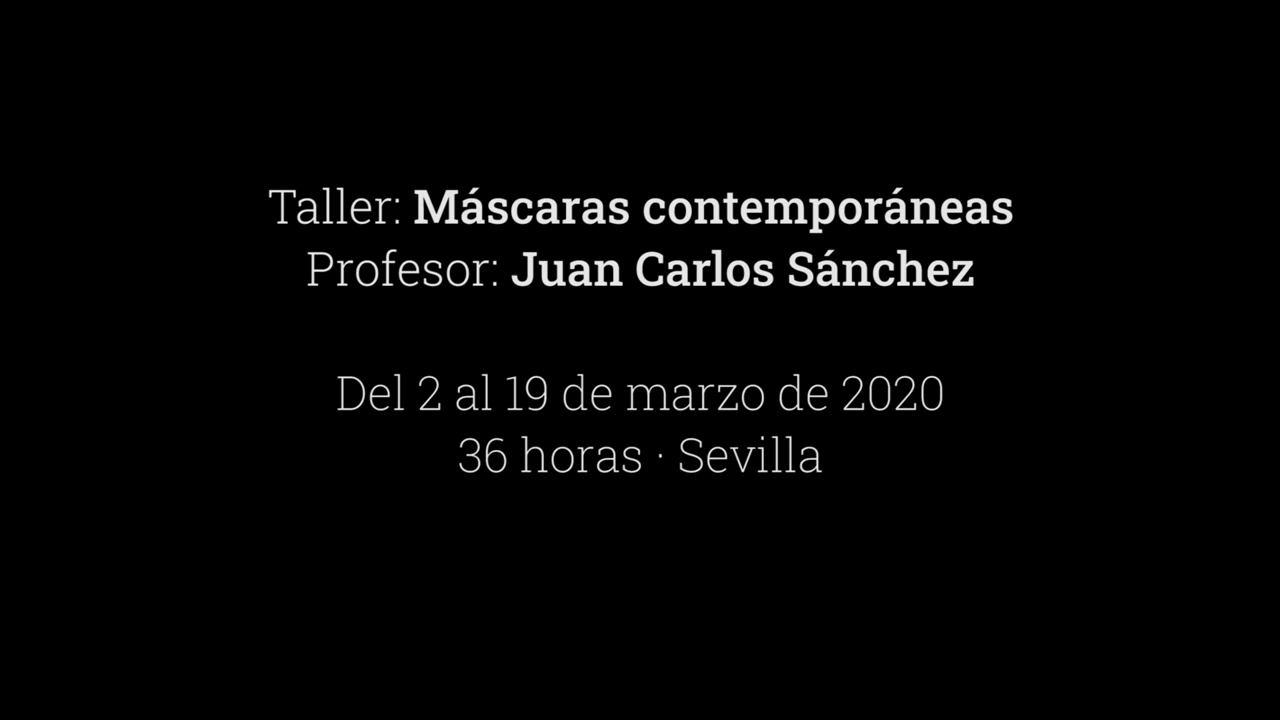 Taller: Máscaras contemporáneas
Profesor: Juan Carlos Sánchez
Del 2 al 19 de marzo de 2020
36 horas · Sevilla